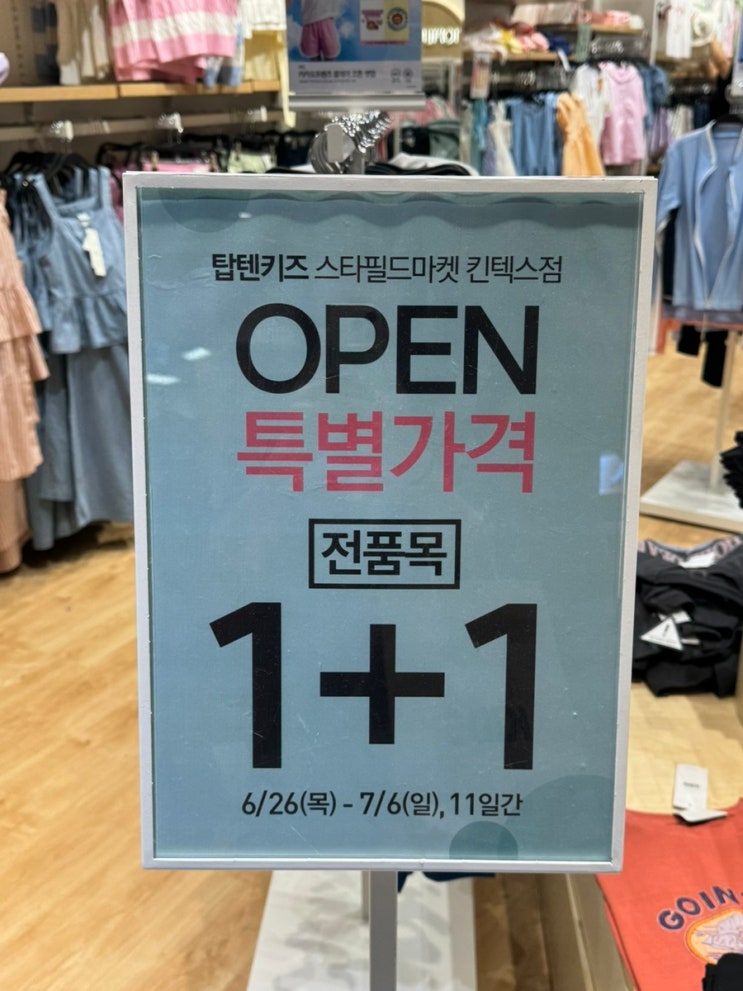 탑텐키즈 스타필드마켓 킨텍스점
OPEN
특별가격
전품목
1+1
6/26(목) - 7/6(일), 11일간
GOIN